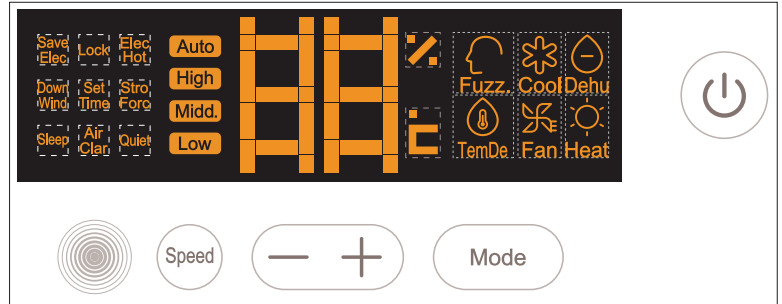 Save
Elec
Lock
Elec
Hot
Auto
High
Midd.
Low
Down
Wind
Set
Time
Stro
Forc
Sleep
Air
Clar
Quiet
88
%
°C
Fuzz.
Cool
Dehu
TemDe
Fan
Heat
Speed
− +
Mode